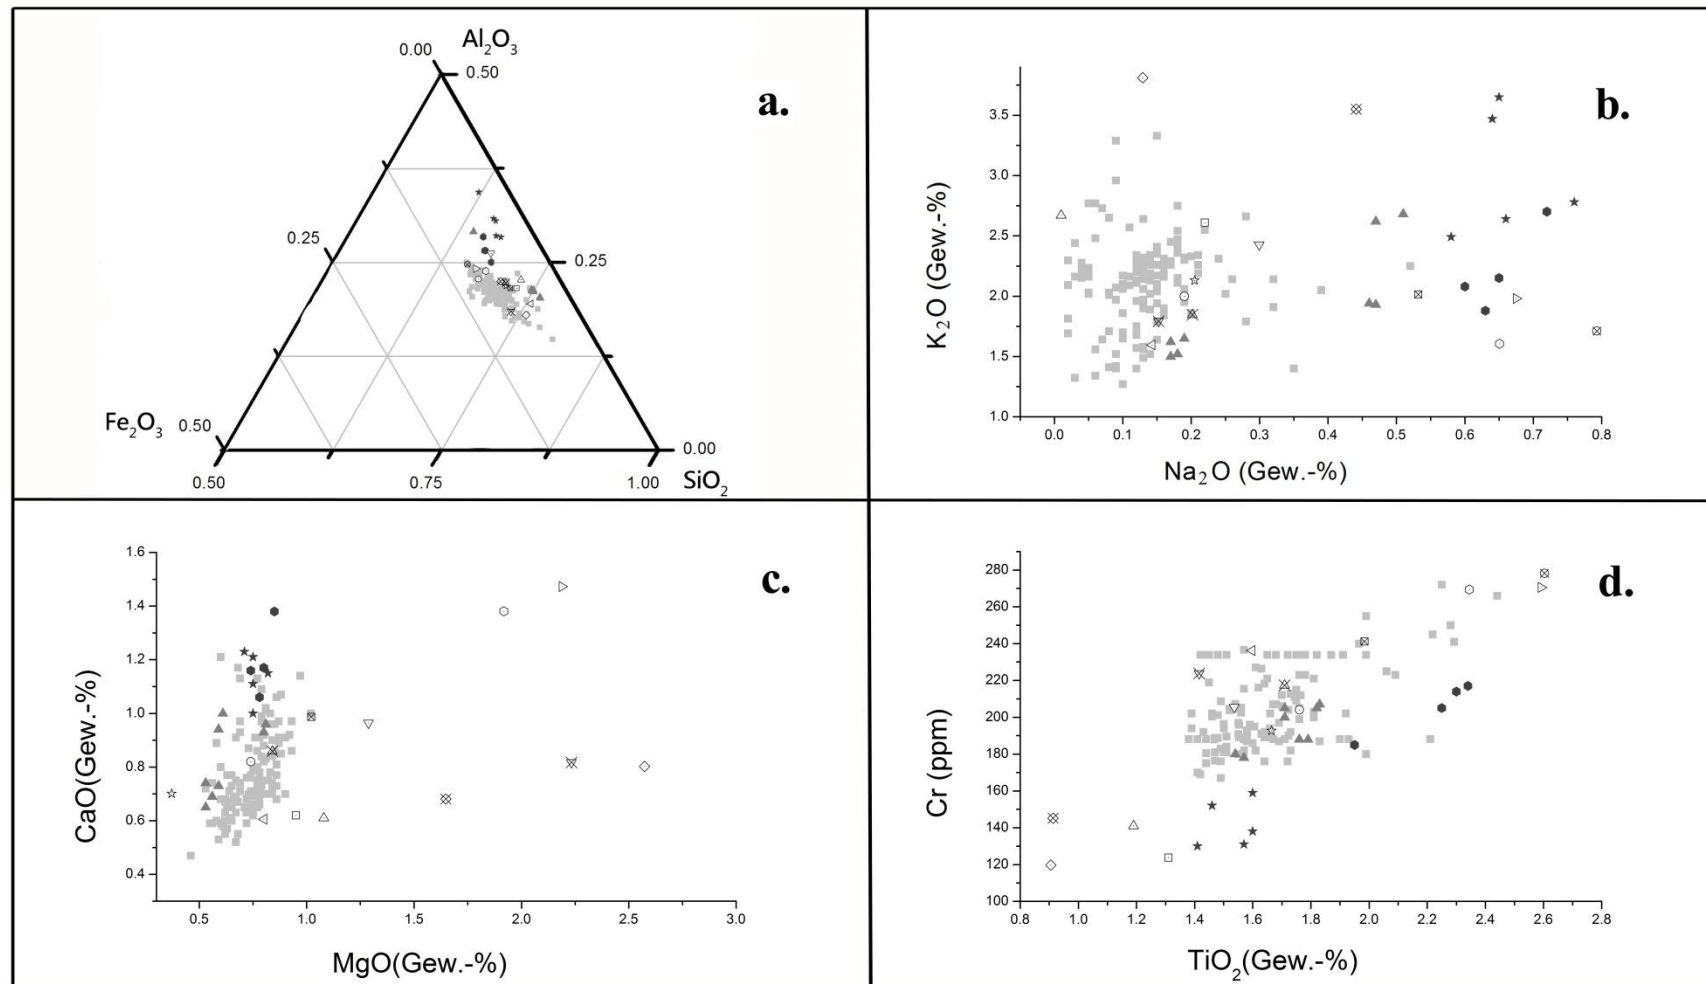 a.
Al₂O₃
0.00
0.50
0.25
0.25
Fe₂O₃
0.50
0.00
0.50
0.75
1.00
SiO₂
b.
K₂O (Gew.-%)
3.5
3.0
2.5
2.0
1.5
1.0
0.0 0.1 0.2 0.3 0.4 0.5 0.6 0.7 0.8
Na₂O (Gew.-%)
c.
CaO(Gew.-%)
1.6
1.4
1.2
1.0
0.8
0.6
0.4
0.5 1.0 1.5 2.0 2.5 3.0
MgO(Gew.-%)
d.
Cr (ppm)
280
260
240
220
200
180
160
140
120
100
0.8 1.0 1.2 1.4 1.6 1.8 2.0 2.2 2.4 2.6 2.8
TiO₂(Gew.-%)